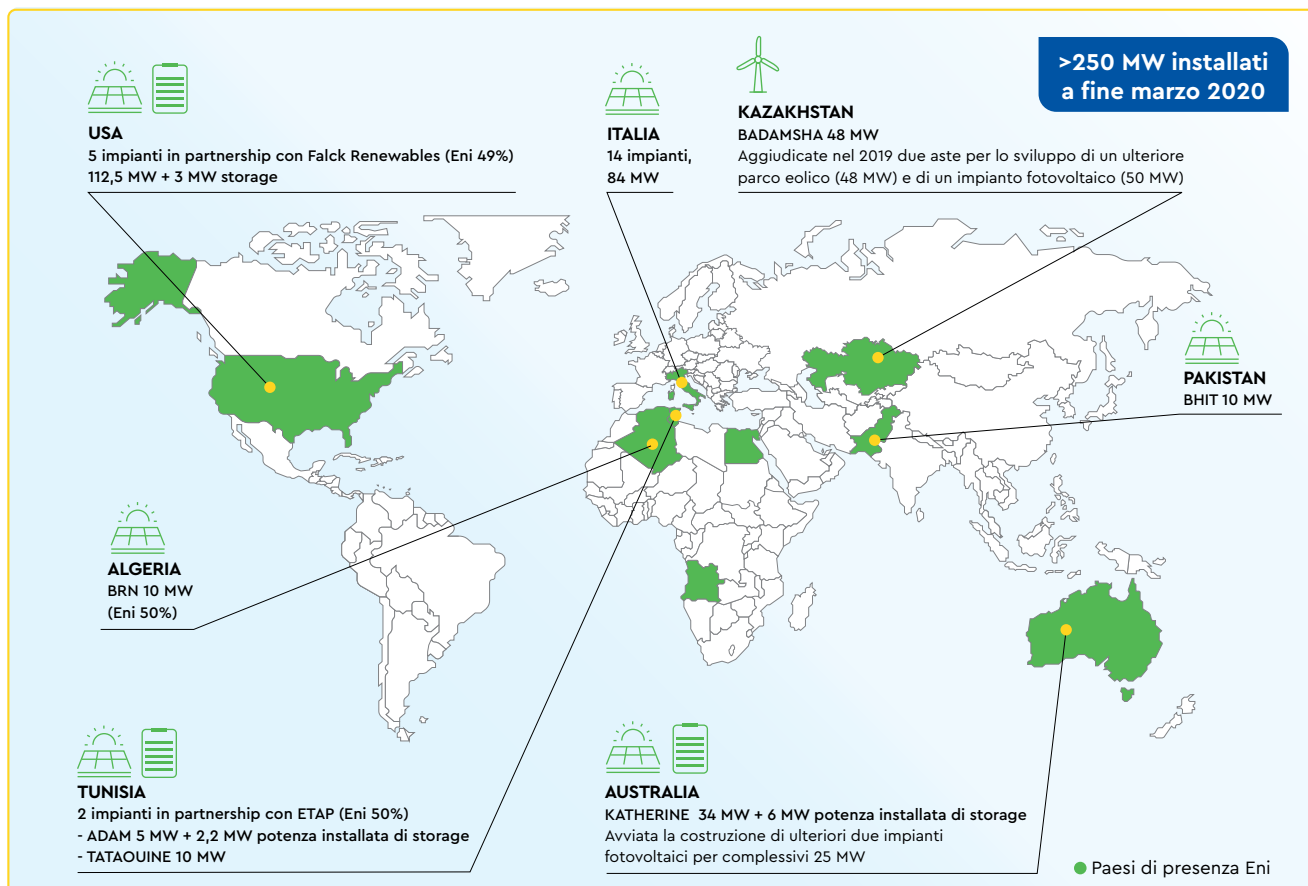 >250 MW installati
a fine marzo 2020
USA
5 impianti in partnership con Falck Renewables (Eni 49%)
112,5 MW + 3 MW storage
ITALIA
14 impianti,
84 MW
KAZAKHSTAN
BADAMSHA 48 MW
Aggiudicate nel 2019 due aste per lo sviluppo di un ulteriore
parco eolico (48 MW) e di un impianto fotovoltaico (50 MW)
PAKISTAN
BHIT 10 MW
ALGERIA
BRN 10 MW
(Eni 50%)
TUNISIA
2 impianti in partnership con ETAP (Eni 50%)
- ADAM 5 MW + 2,2 MW potenza installata di storage
- TATAOUINE 10 MW
AUSTRALIA
KATHERINE 34 MW + 6 MW potenza installata di storage
Avviata la costruzione di ulteriori due impianti
fotovoltaici per complessivi 25 MW
Paesi di presenza Eni